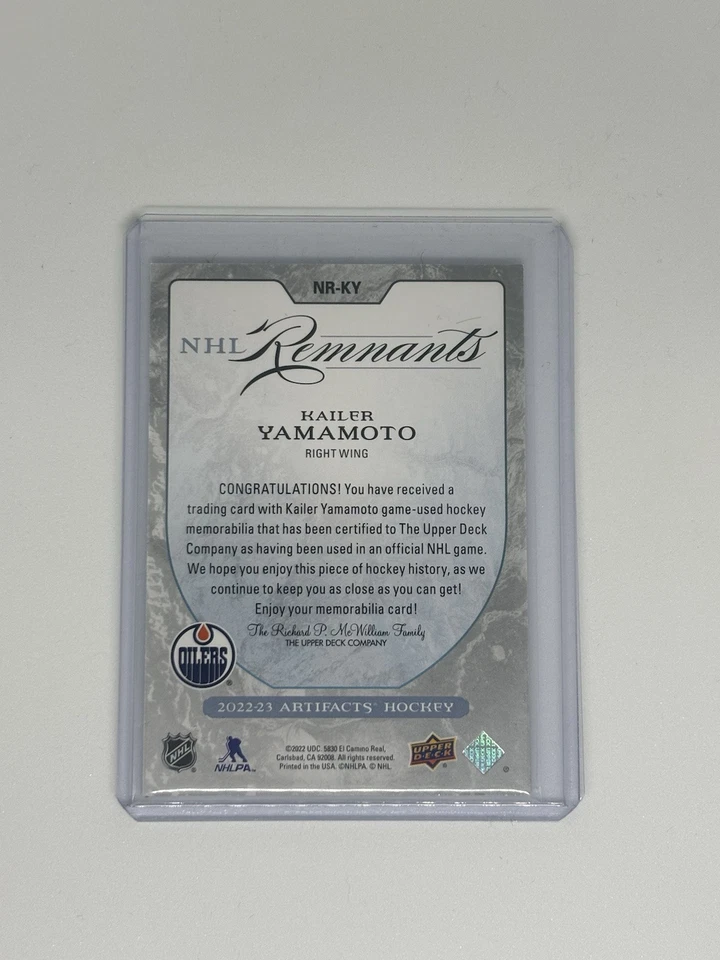 NR-KY
NHL Remnants
KAILER
YAMAMOTO
RIGHT WING
CONGRATULATIONS! You have received a
trading card with Kailer Yamamoto game-used hockey
memorabilia that has been certified to The Upper Deck
Company as having been used in an official NHL game.
We hope you enjoy this piece of hockey history, as we
continue to keep you as close as you can get!
Enjoy your memorabilia card!
The Richard P. McWilliam Family
THE UPPER DECK COMPANY
OILERS
2022-23 ARTIFACTS® HOCKEY
NHL
NHLPA
©2022 UDC. 5830 El Camino Real,
Carlsbad, CA 92008. All rights reserved.
Printed in the USA. ©NHLPA. © NHL.
UPPER
DECK